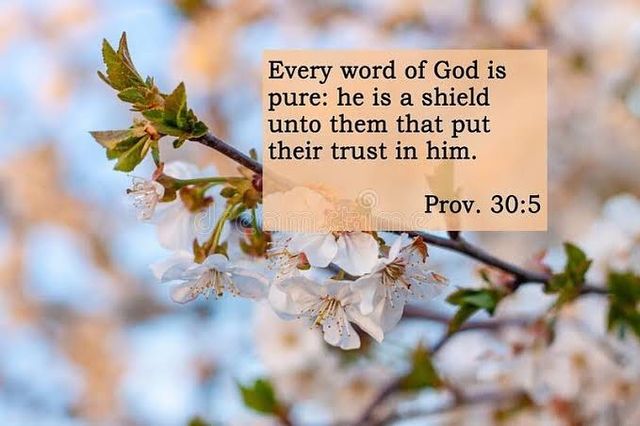 Every word of God is
pure: he is a shield
unto them that put
their trust in him.
Prov. 30:5
dreamstime